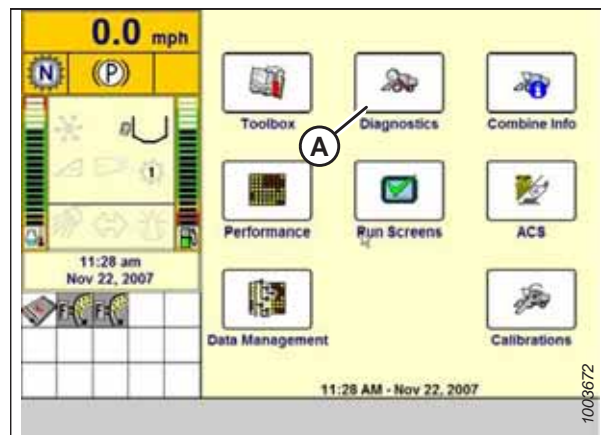 0.0 mph
N (P)
Toolbox
Diagnostics
Combine Info
A
1
Performance
Run Screens
ACS
11:28 am
Nov 22, 2007
F F
Data Management
Calibrations
11:28 AM - Nov 22, 2007
1003672